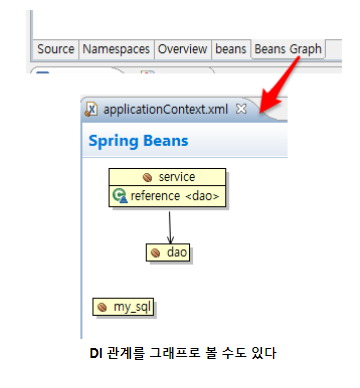 Source Namespaces Overview beans Beans Graph
applicationContext.xml
Spring Beans
service
reference <dao>
dao
my_sql
DI 관계를 그래프로 볼 수도 있다